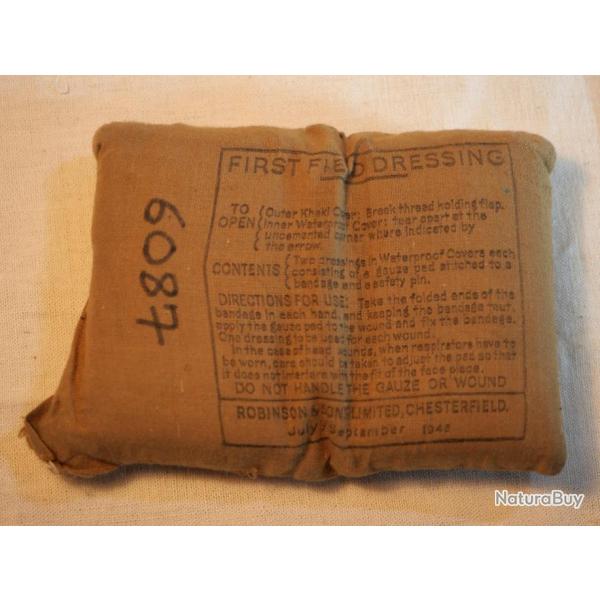 6087
FIRST FIELD DRESSING
TO OPEN { Outer Khaki Cover: Break thread holding flap.
Inner Waterproof Cover: tear apart at the
uncemented corner where indicated by
the arrow.
CONTENTS { Two dressings in Waterproof Covers each
consisting of a gauze pad attached to a
bandage and a safety pin.
DIRECTIONS FOR USE: Take the folded ends of the
bandage in each hand, and keeping the bandage taut,
apply the gauze pad to the wound and fix the bandage.
One dressing to be used for each wound.
In the case of head wounds, when respirators have to
be worn, care should be taken to adjust the pad so that
it does not interfere with the fit of the face piece.
DO NOT HANDLE THE GAUZE OR WOUND
ROBINSON & SONS LIMITED, CHESTERFIELD.
July September
NaturaBuy